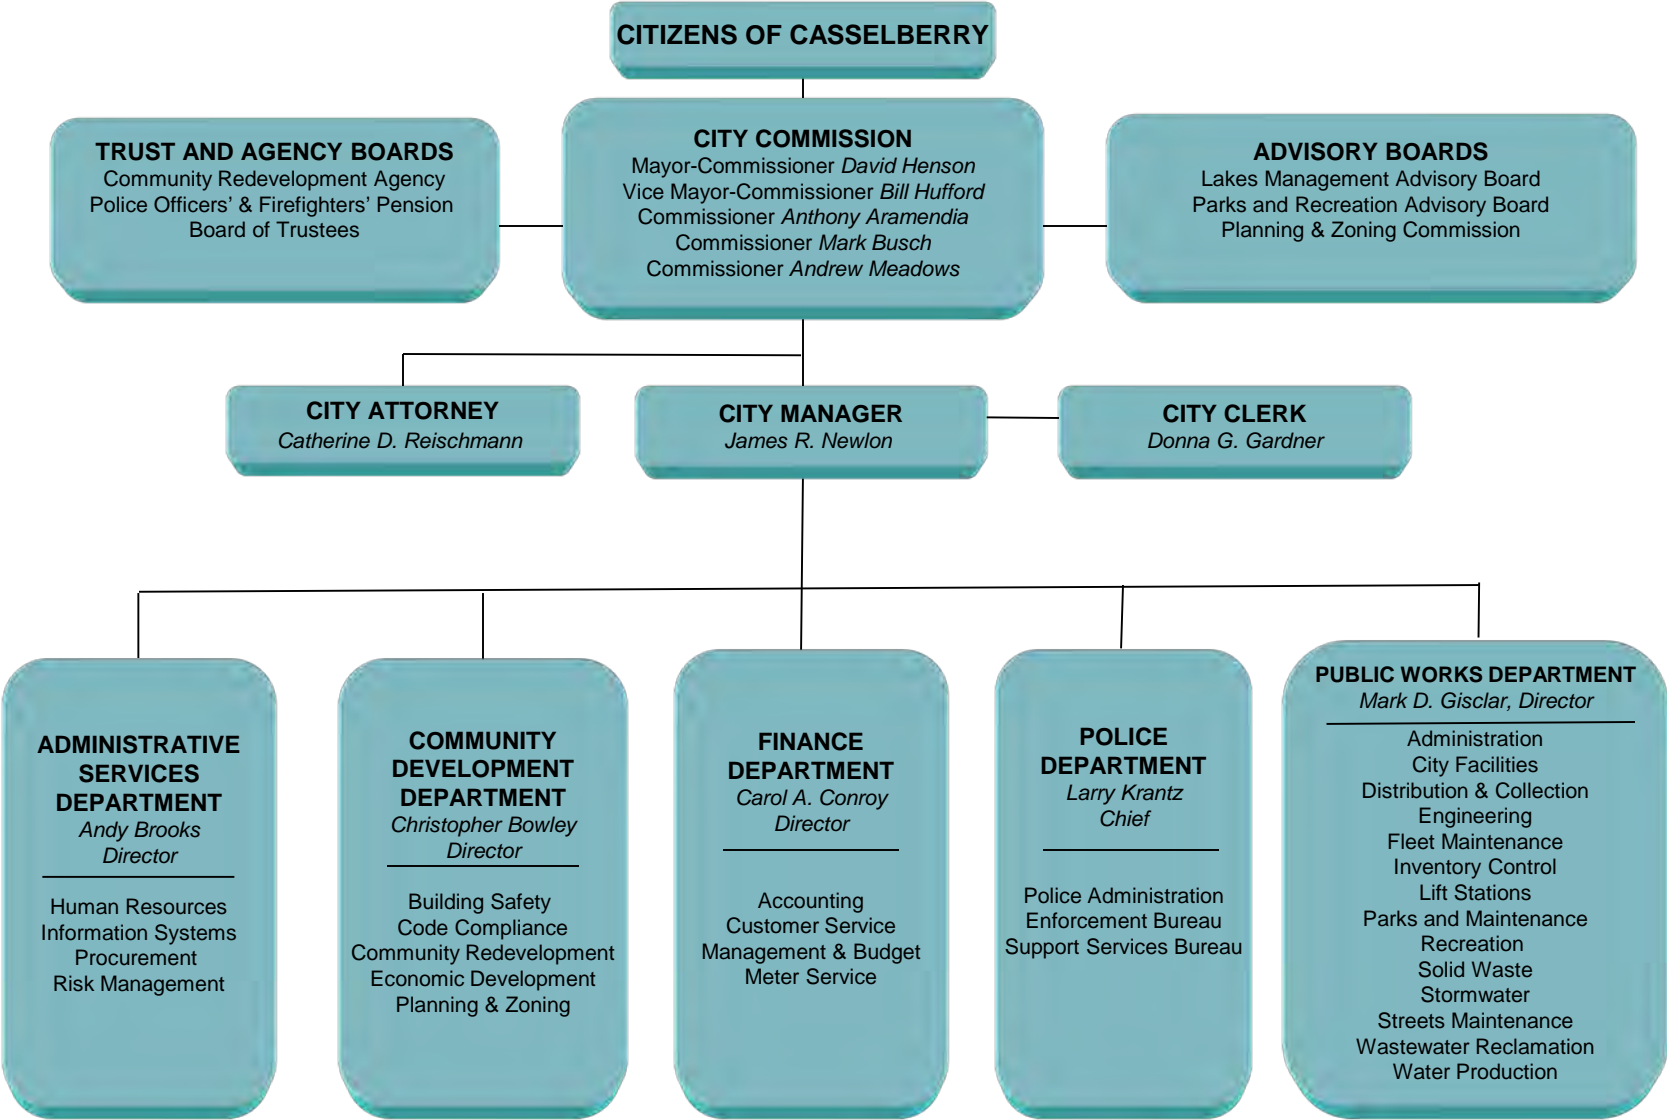 CITIZENS OF CASSELBERRY
TRUST AND AGENCY BOARDS
Community Redevelopment Agency
Police Officers’ & Firefighters’ Pension
Board of Trustees
CITY COMMISSION
Mayor-Commissioner David Henson
Vice Mayor-Commissioner Bill Hufford
Commissioner Anthony Aramendia
Commissioner Mark Busch
Commissioner Andrew Meadows
ADVISORY BOARDS
Lakes Management Advisory Board
Parks and Recreation Advisory Board
Planning & Zoning Commission
CITY ATTORNEY
Catherine D. Reischmann
CITY MANAGER
James R. Newlon
CITY CLERK
Donna G. Gardner
ADMINISTRATIVE
SERVICES
DEPARTMENT
Andy Brooks
Director
Human Resources
Information Systems
Procurement
Risk Management
COMMUNITY
DEVELOPMENT
DEPARTMENT
Christopher Bowley
Director
Building Safety
Code Compliance
Community Redevelopment
Economic Development
Planning & Zoning
FINANCE
DEPARTMENT
Carol A. Conroy
Director
Accounting
Customer Service
Management & Budget
Meter Service
POLICE
DEPARTMENT
Larry Krantz
Chief
Police Administration
Enforcement Bureau
Support Services Bureau
PUBLIC WORKS DEPARTMENT
Mark D. Gisclar, Director
Administration
City Facilities
Distribution & Collection
Engineering
Fleet Maintenance
Inventory Control
Lift Stations
Parks and Maintenance
Recreation
Solid Waste
Stormwater
Streets Maintenance
Wastewater Reclamation
Water Production